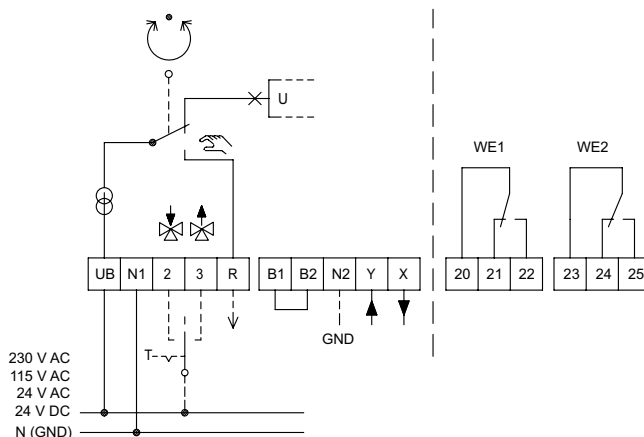 U
WE1
WE2
UB N1 2 3 R B1 B2 N2 Y X 20 21 22 23 24 25
GND
T
230 V AC
115 V AC
24 V AC
24 V DC
N (GND)